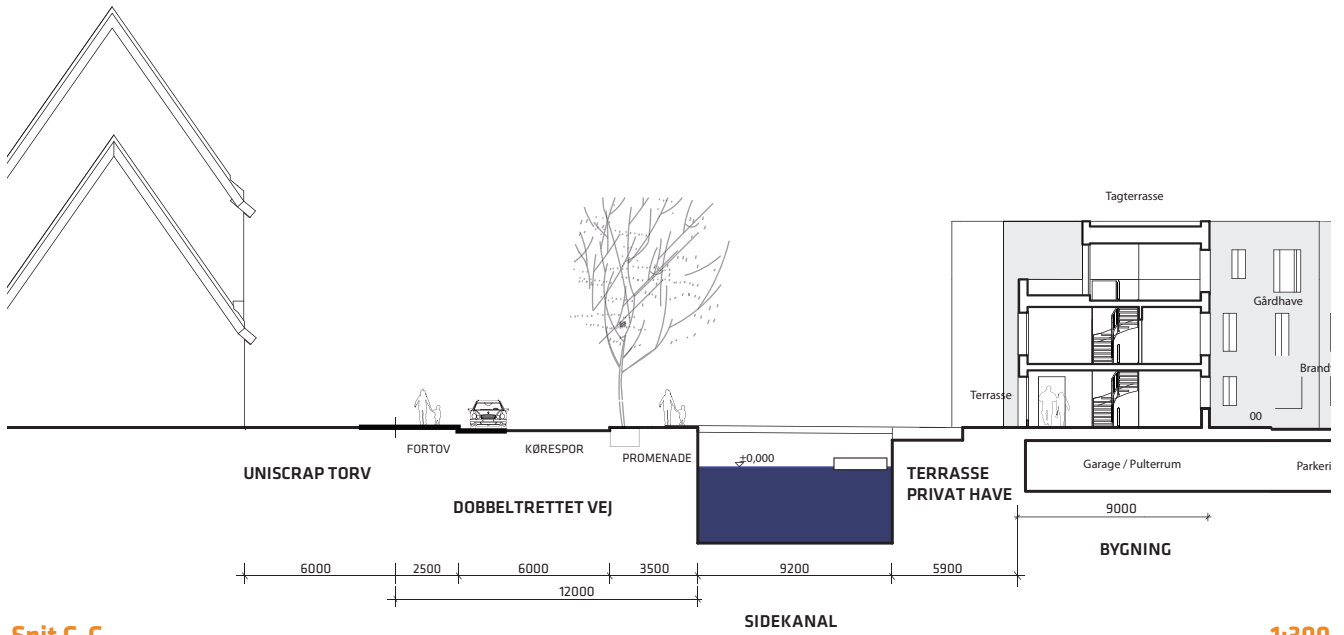 Tagterrasse
Gårdhave
Terrasse
00
FORTOV
KØRESPOR
PROMENADE
±0,000
UNISCRAP TORV
TERRASSE
PRIVAT HAVE
Garage / Pulterrum
DOBBELTRETTET VEJ
9000
BYGNING
6000
2500
6000
3500
9200
5900
12000
SIDEKANAL